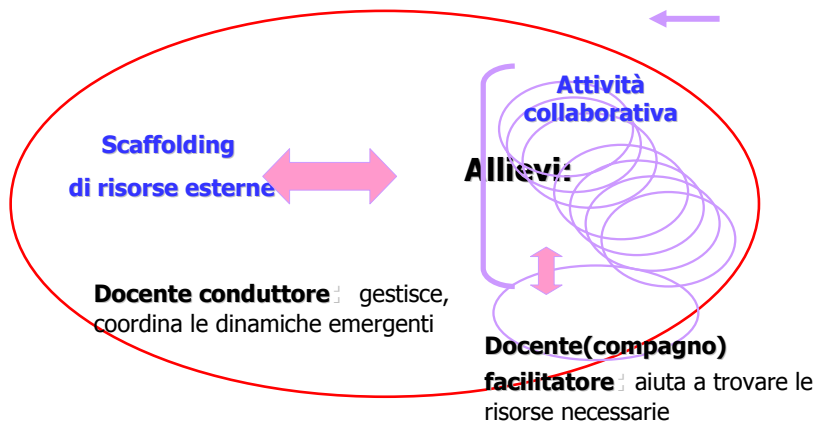 Attività
collaborativa
Scaffolding
di risorse esterne
Allievi:
Docente conduttore: gestisce,
coordina le dinamiche emergenti
Docente(compagno)
facilitatore: aiuta a trovare le
risorse necessarie